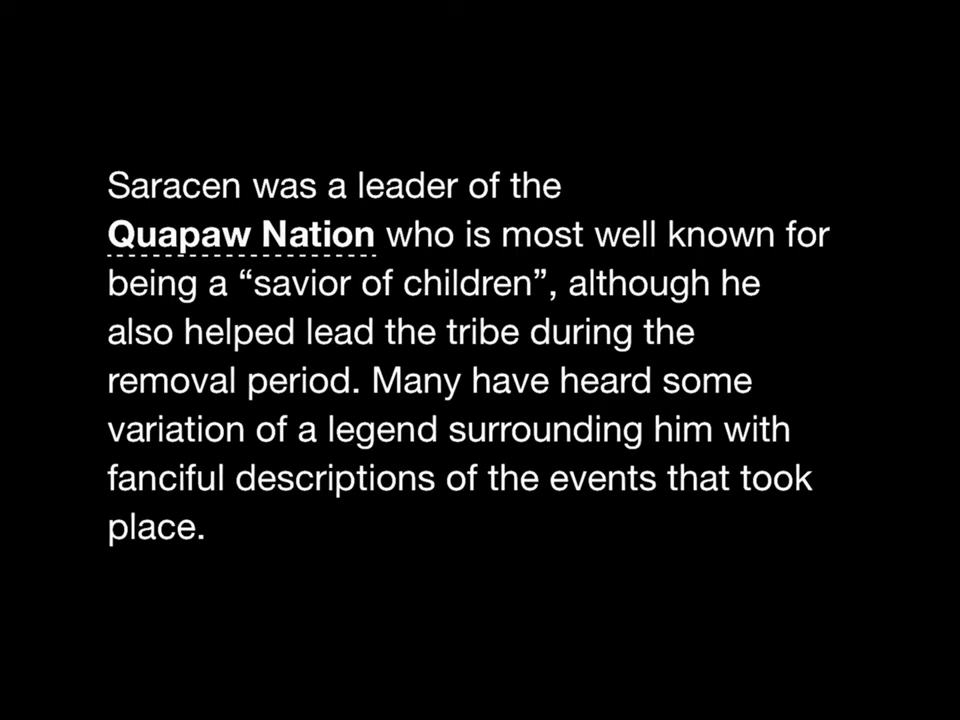 Saracen was a leader of the
Quapaw Nation who is most well known for
being a “savior of children”, although he
also helped lead the tribe during the
removal period. Many have heard some
variation of a legend surrounding him with
fanciful descriptions of the events that took
place.